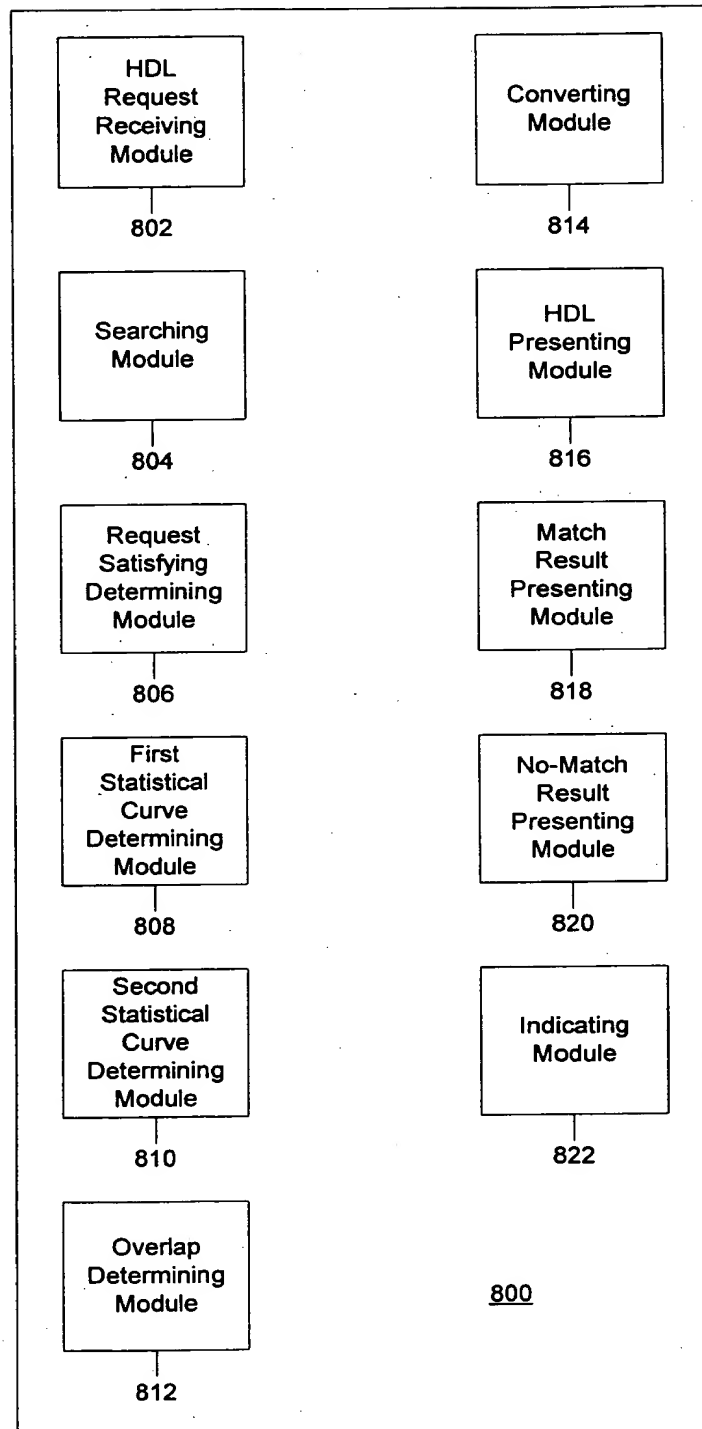 HDL
Request
Receiving
Module
802
Searching
Module
804
Request
Satisfying
Determining
Module
806
First
Statistical
Curve
Determining
Module
808
Second
Statistical
Curve
Determining
Module
810
Overlap
Determining
Module
812
Converting
Module
814
HDL
Presenting
Module
816
Match
Result
Presenting
Module
818
No-Match
Result
Presenting
Module
820
Indicating
Module
822
800